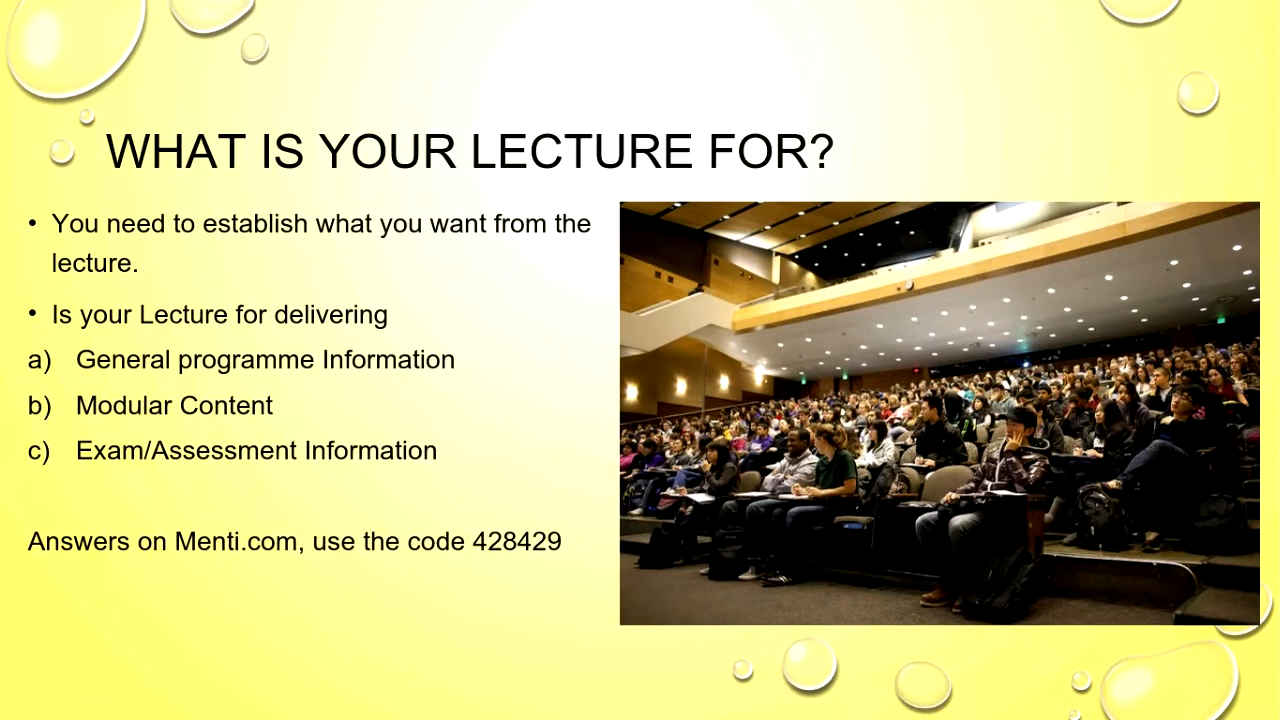 WHAT IS YOUR LECTURE FOR?
• You need to establish what you want from the
lecture.
• Is your Lecture for delivering
a) General programme Information
b) Modular Content
c) Exam/Assessment Information
Answers on Menti.com, use the code 428429